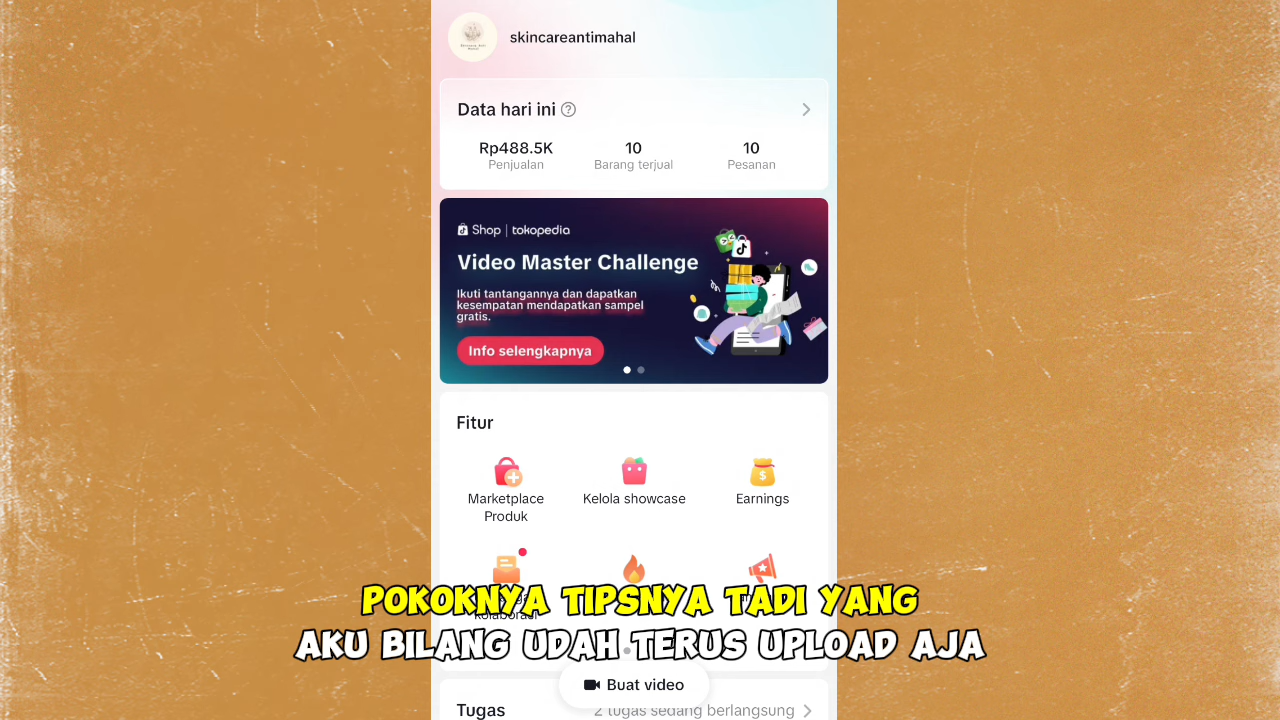 skincareantimahal
Data hari ini
Rp488.5K 10 10
Penjualan Barang terjual Pesanan
Shop | tokopedia
Video Master Challenge
Ikuti tantangannya dan dapatkan
kesempatan mendapatkan sampel
gratis.
Info selengkapnya
Fitur
Marketplace Kelola showcase Earnings
Produk
POKOKNYA TIPSNYA TADI YANG
kolaborasi
AKU BILANG UDAH TERUS UPLOAD AJA
Buat video
Tugas 2 tugas sedang berlangsung